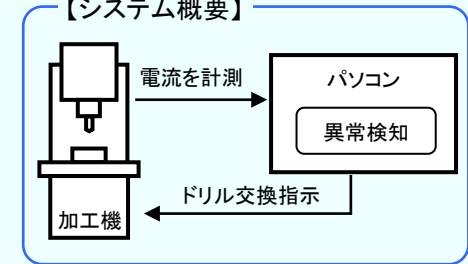 【システム概要】
電流を計測
パソコン
異常検知
ドリル交換指示
加工機